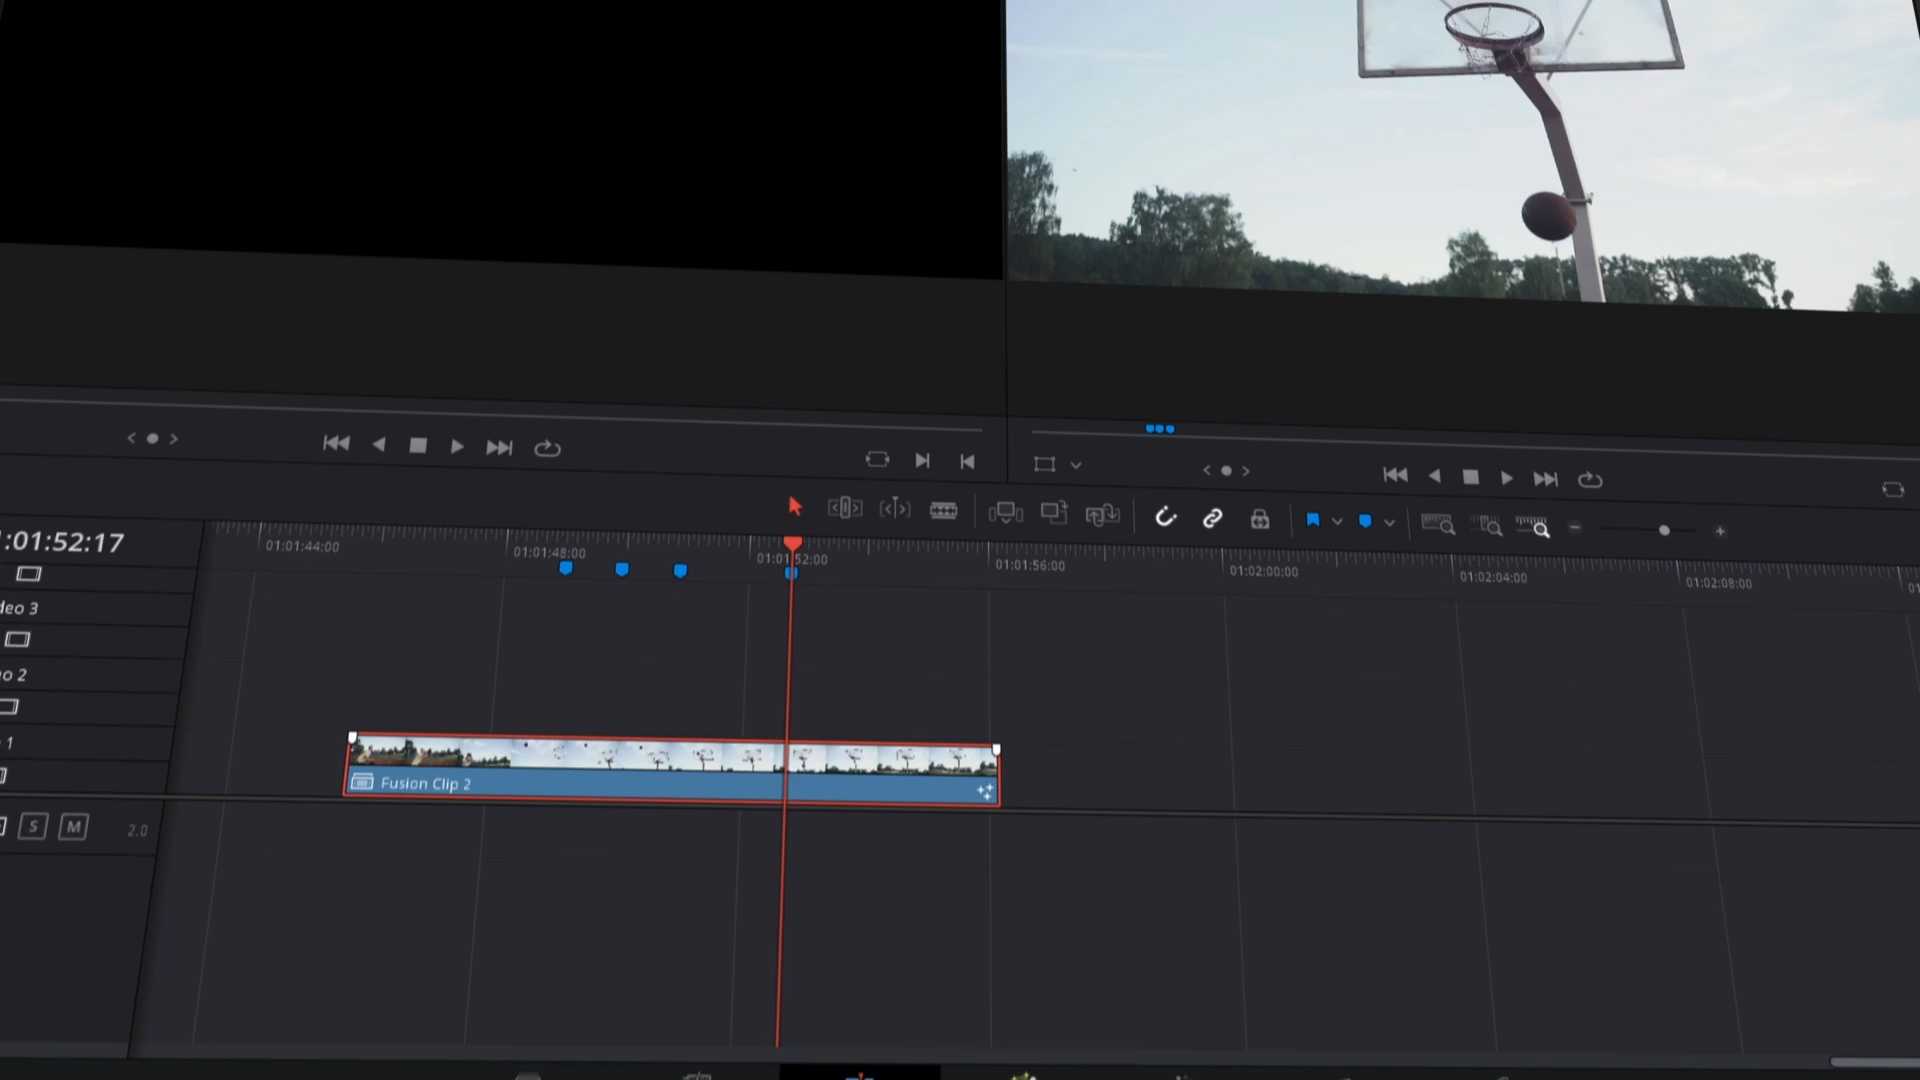 :01:52:17
01:01:44:00
01:01:48:00
01:01:52:00
01:01:56:00
01:02:00:00
01:02:04:00
01:02:08:00
deo 3
eo 2
1
Fusion Clip 2
S M 2.0